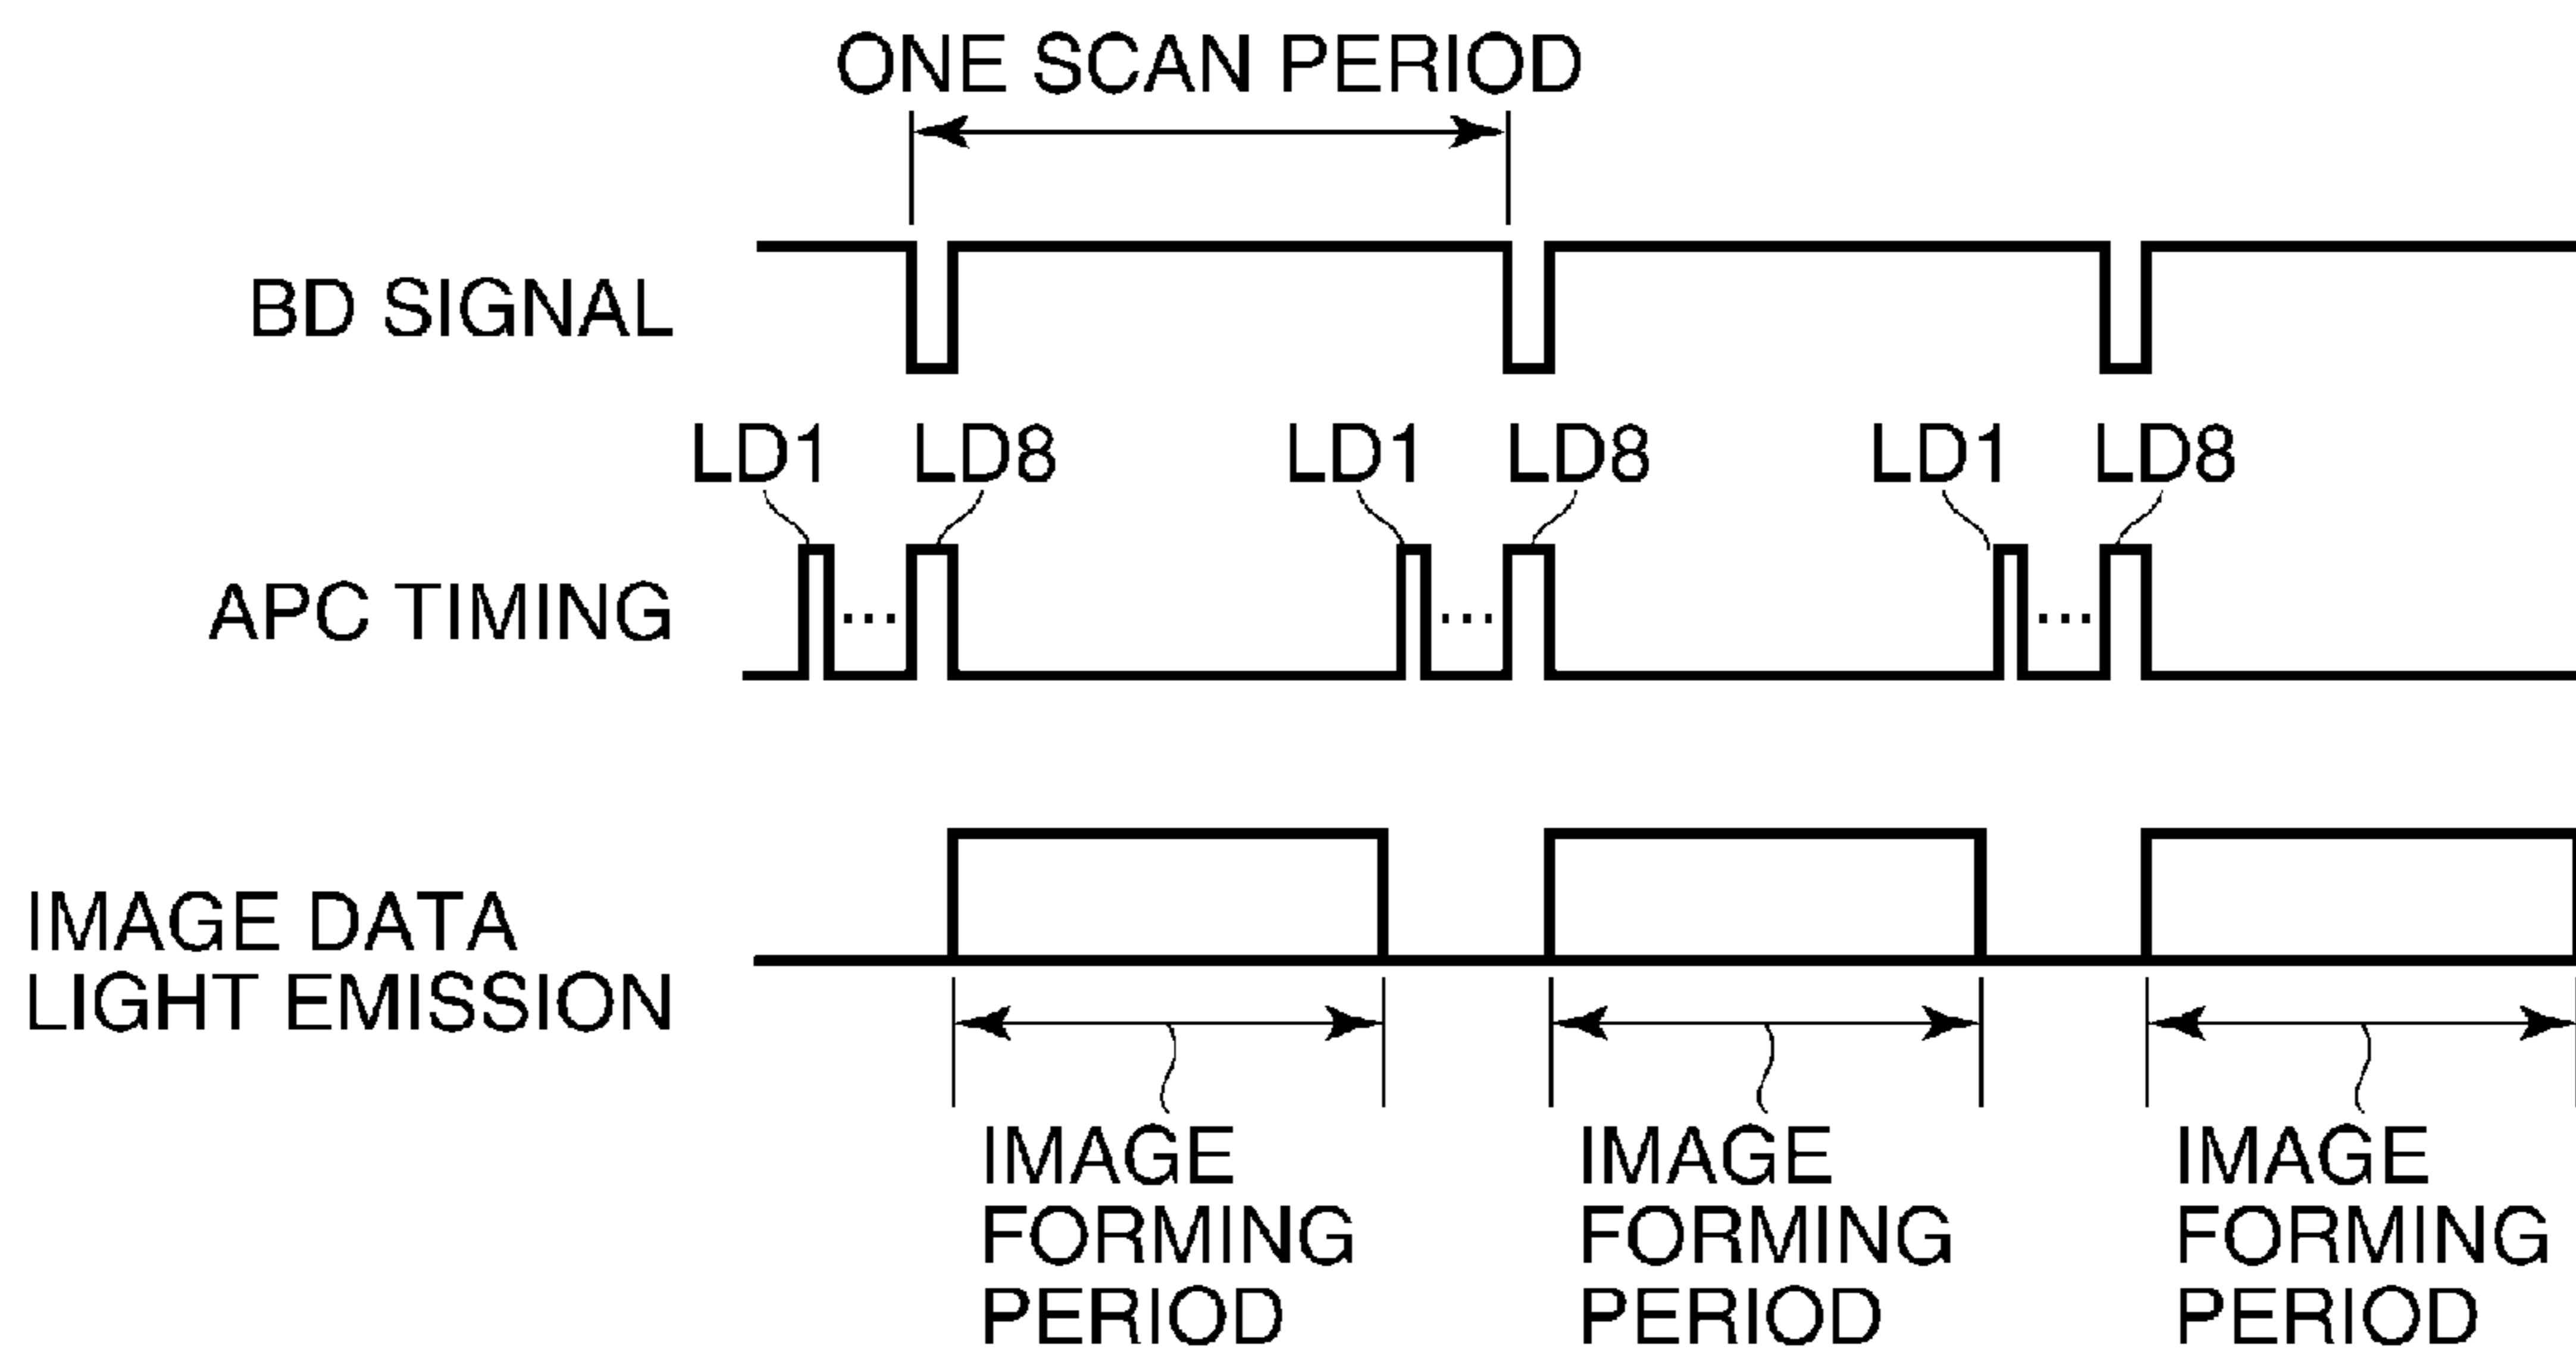 ONE SCAN PERIOD
BD SIGNAL
LD1 LD8 LD1 LD8 LD1 LD8
APC TIMING
... ... ...
IMAGE DATA
LIGHT EMISSION
IMAGE IMAGE IMAGE
FORMING FORMING FORMING
PERIOD PERIOD PERIOD